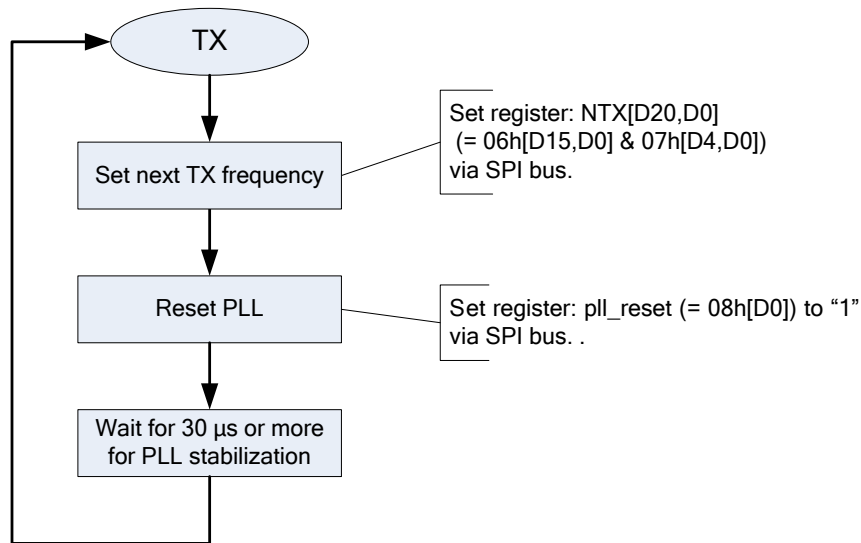 TX
Set next TX frequency
Set register: NTX[D20,D0]
(= 06h[D15,D0] & 07h[D4,D0])
via SPI bus.
Reset PLL
Set register: pll_reset (= 08h[D0]) to “1”
via SPI bus. .
Wait for 30 µs or more
for PLL stabilization